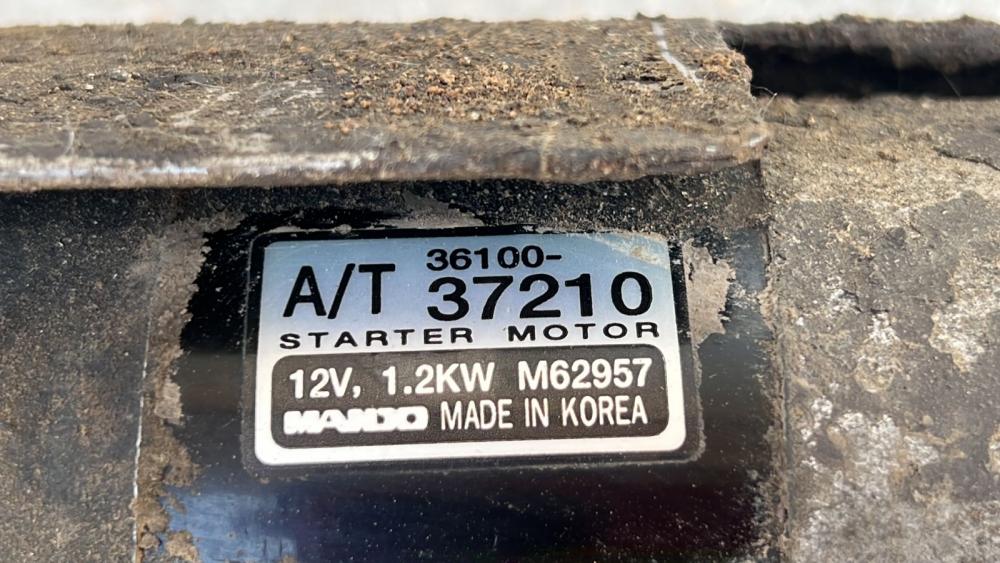 36100-
A/T 37210
STARTER MOTOR
12V, 1.2KW M62957
MANDO MADE IN KOREA